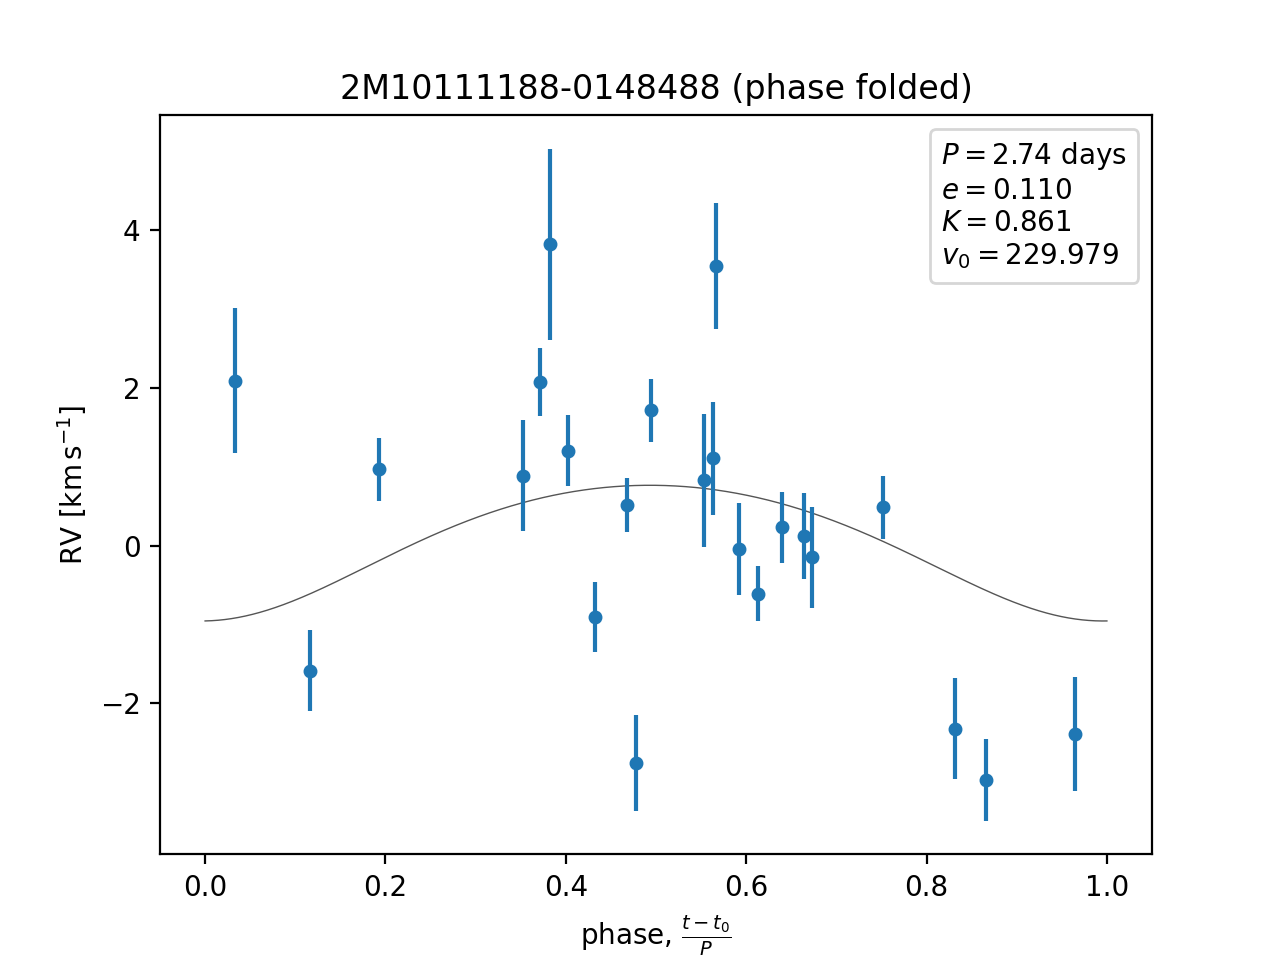 2M10111188-0148488 (phase folded)
P = 2.74 days
e = 0.110
K = 0.861
v₀ = 229.979
RV [km s⁻¹]
4
2
0
−2
0.0 0.2 0.4 0.6 0.8 1.0
phase, (t − t₀)/P